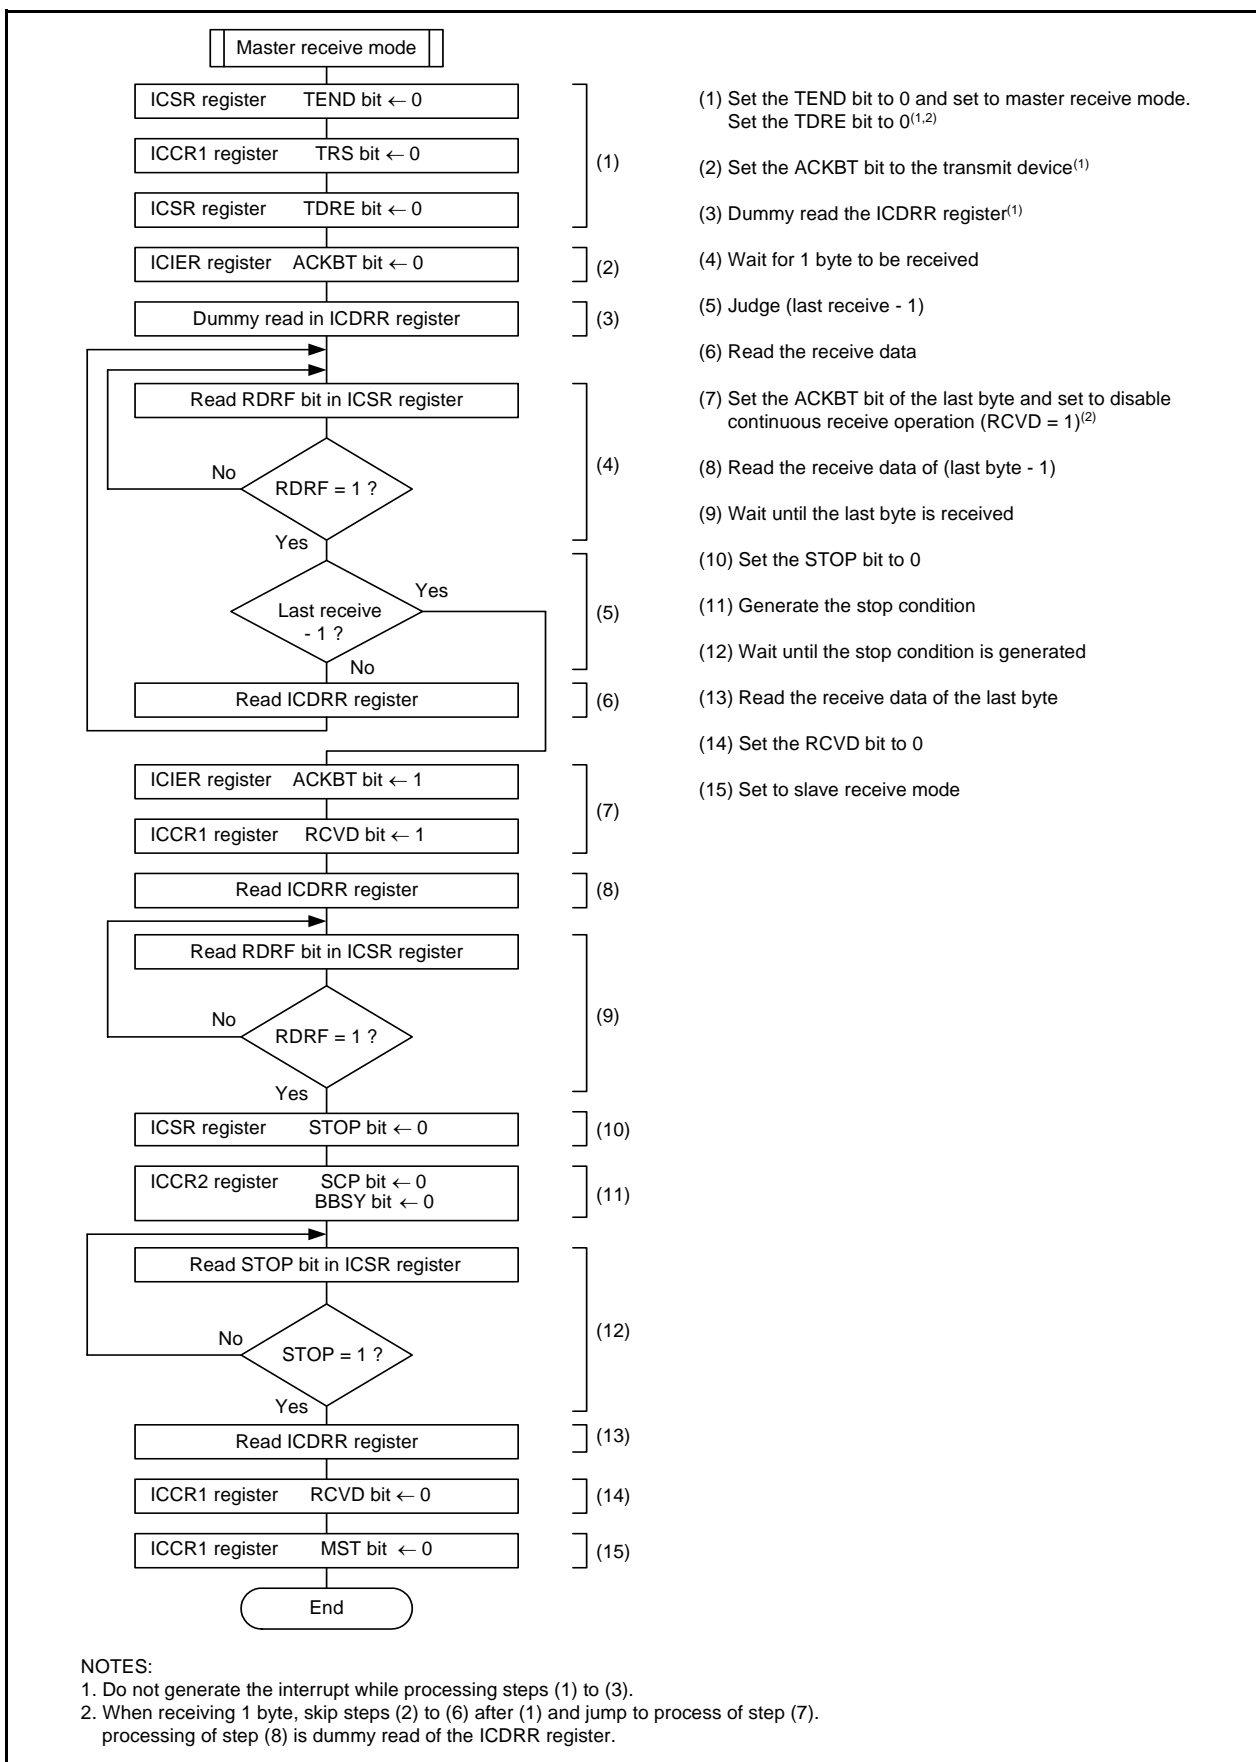 Master receive mode
ICSR register TEND bit ← 0
ICCR1 register TRS bit ← 0
ICSR register TDRE bit ← 0
(1)
ICIER register ACKBT bit ← 0
(2)
Dummy read in ICDRR register
(3)
Read RDRF bit in ICSR register
No
RDRF = 1 ?
(4)
Yes
Last receive
- 1 ?
Yes
(5)
No
Read ICDRR register
(6)
ICIER register ACKBT bit ← 1
ICCR1 register RCVD bit ← 1
(7)
Read ICDRR register
(8)
Read RDRF bit in ICSR register
No
RDRF = 1 ?
(9)
Yes
ICSR register STOP bit ← 0
(10)
ICCR2 register SCP bit ← 0
BBSY bit ← 0
(11)
Read STOP bit in ICSR register
No
STOP = 1 ?
(12)
Yes
Read ICDRR register
(13)
ICCR1 register RCVD bit ← 0
(14)
ICCR1 register MST bit ← 0
(15)
End
(1) Set the TEND bit to 0 and set to master receive mode.
Set the TDRE bit to 0(1,2)
(2) Set the ACKBT bit to the transmit device(1)
(3) Dummy read the ICDRR register(1)
(4) Wait for 1 byte to be received
(5) Judge (last receive - 1)
(6) Read the receive data
(7) Set the ACKBT bit of the last byte and set to disable
continuous receive operation (RCVD = 1)(2)
(8) Read the receive data of (last byte - 1)
(9) Wait until the last byte is received
(10) Set the STOP bit to 0
(11) Generate the stop condition
(12) Wait until the stop condition is generated
(13) Read the receive data of the last byte
(14) Set the RCVD bit to 0
(15) Set to slave receive mode
NOTES:
1. Do not generate the interrupt while processing steps (1) to (3).
2. When receiving 1 byte, skip steps (2) to (6) after (1) and jump to process of step (7).
processing of step (8) is dummy read of the ICDRR register.